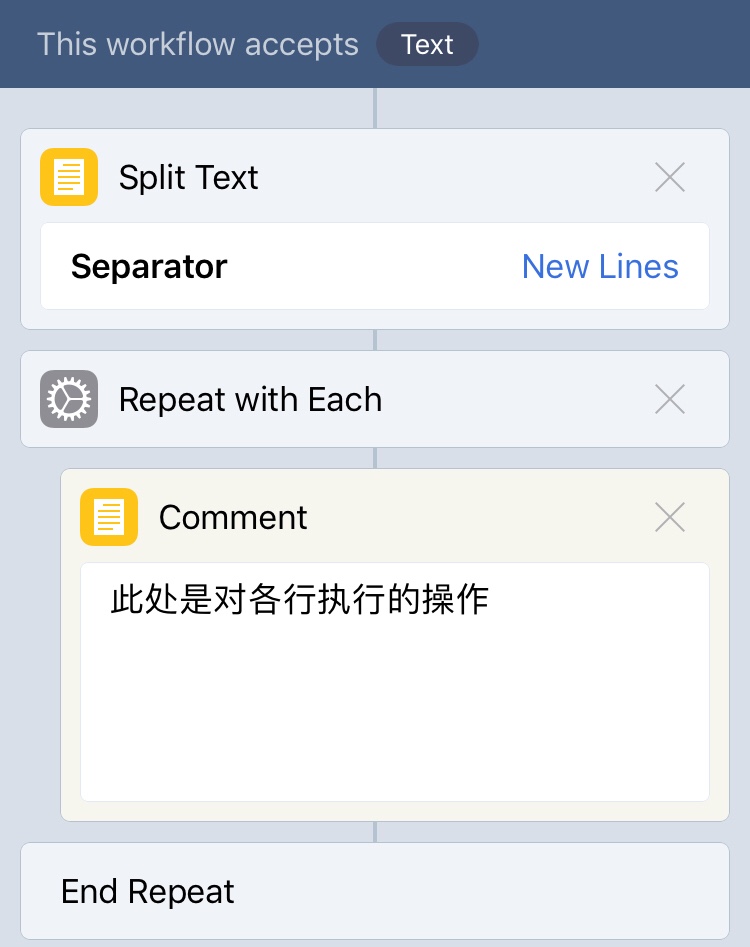 This workflow accepts Text
Split Text
Separator New Lines
Repeat with Each
Comment
此处是对各行执行的操作
End Repeat